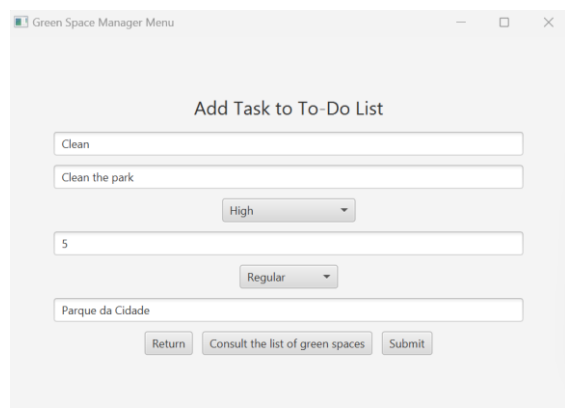 Green Space Manager Menu
Add Task to To-Do List
Clean
Clean the park
High
5
Regular
Parque da Cidade
Return Consult the list of green spaces Submit